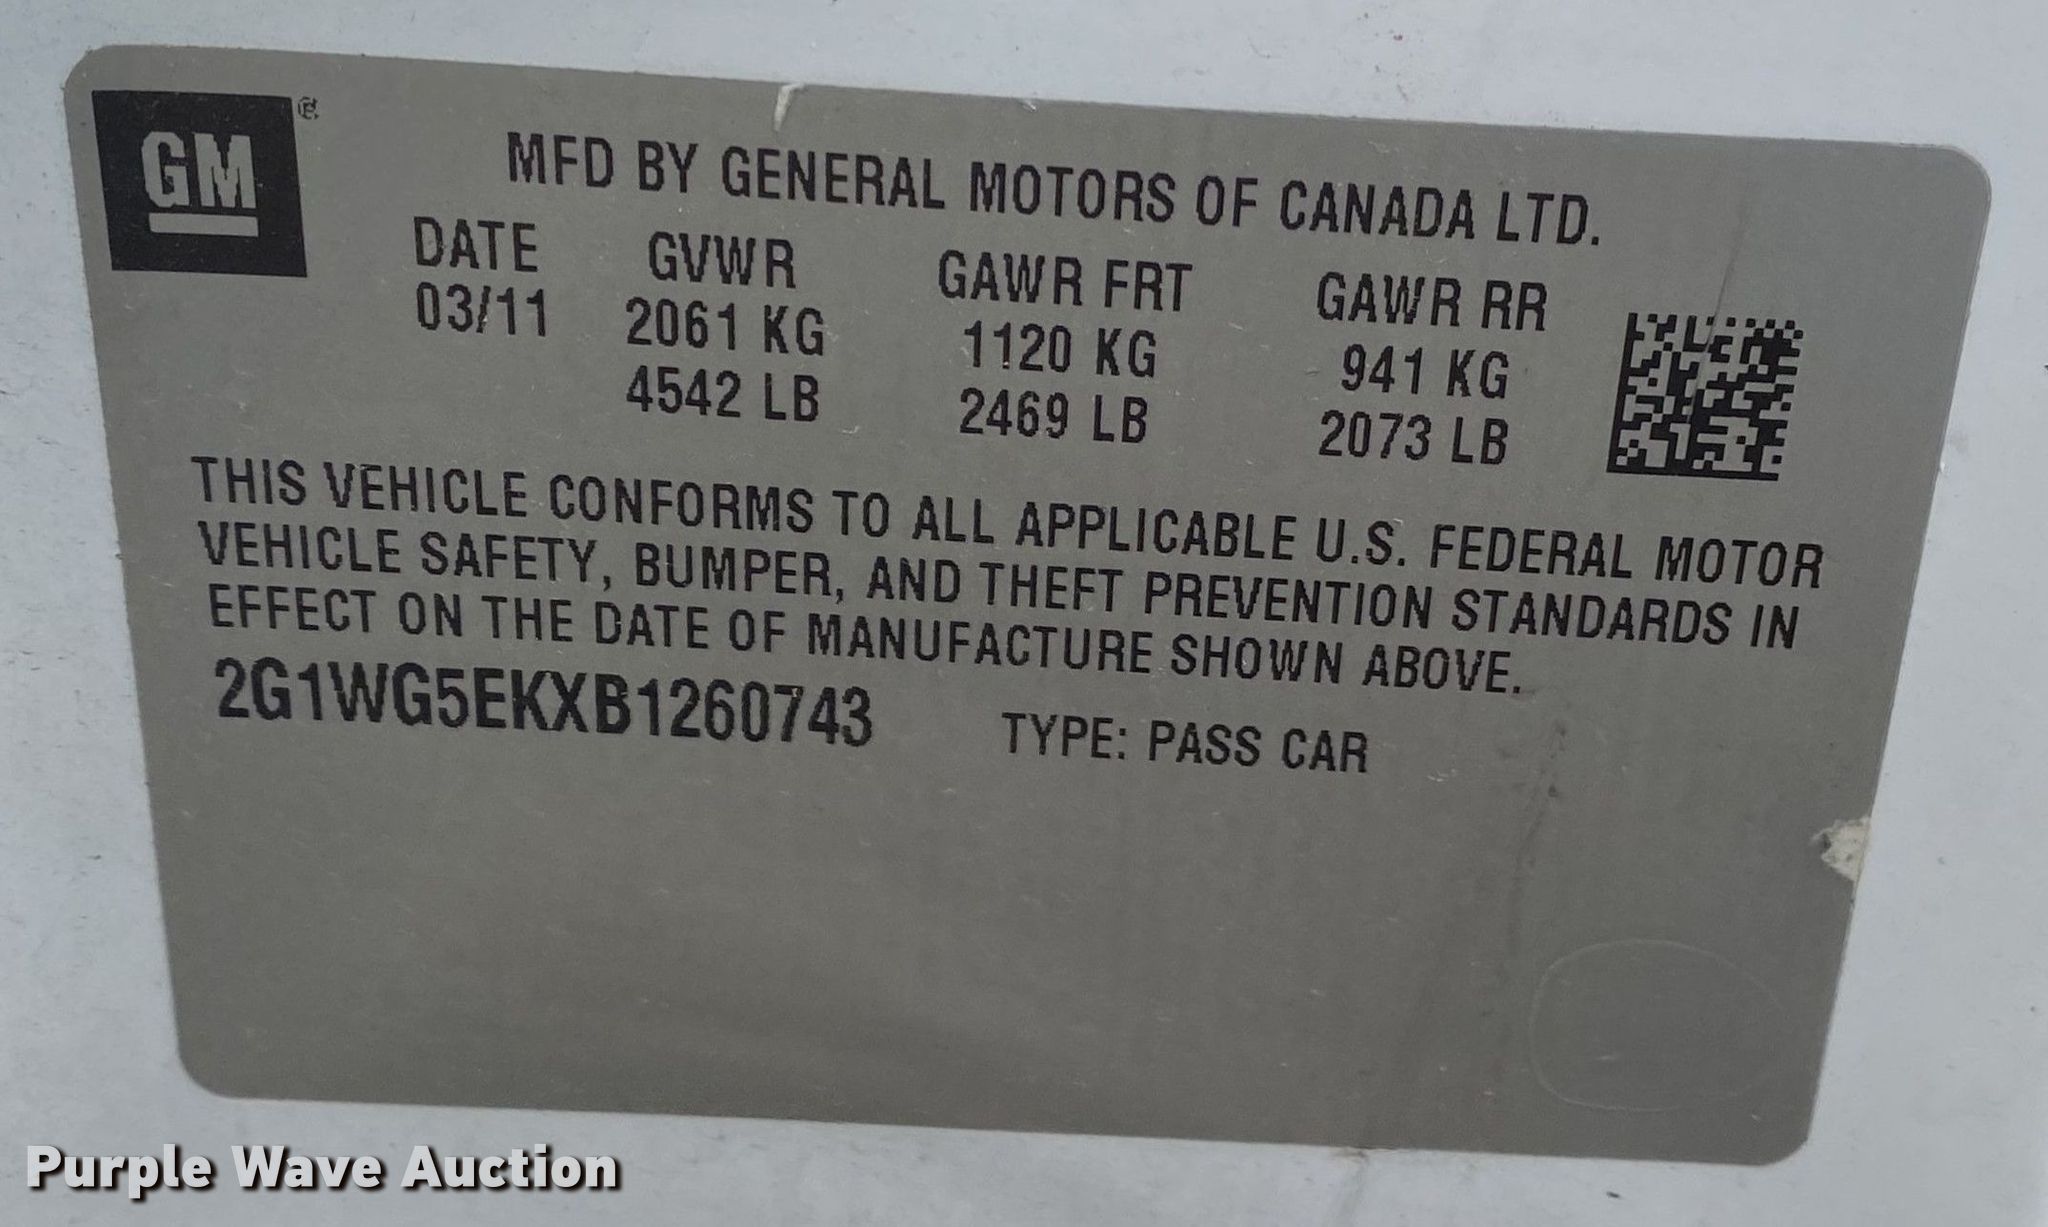 GM®
MFD BY GENERAL MOTORS OF CANADA LTD.
DATE GVWR GAWR FRT GAWR RR
03/11 2061 KG 1120 KG 941 KG
4542 LB 2469 LB 2073 LB
THIS VEHICLE CONFORMS TO ALL APPLICABLE U.S. FEDERAL MOTOR
VEHICLE SAFETY, BUMPER, AND THEFT PREVENTION STANDARDS IN
EFFECT ON THE DATE OF MANUFACTURE SHOWN ABOVE.
2G1WG5EKXB1260743 TYPE: PASS CAR
Purple Wave Auction